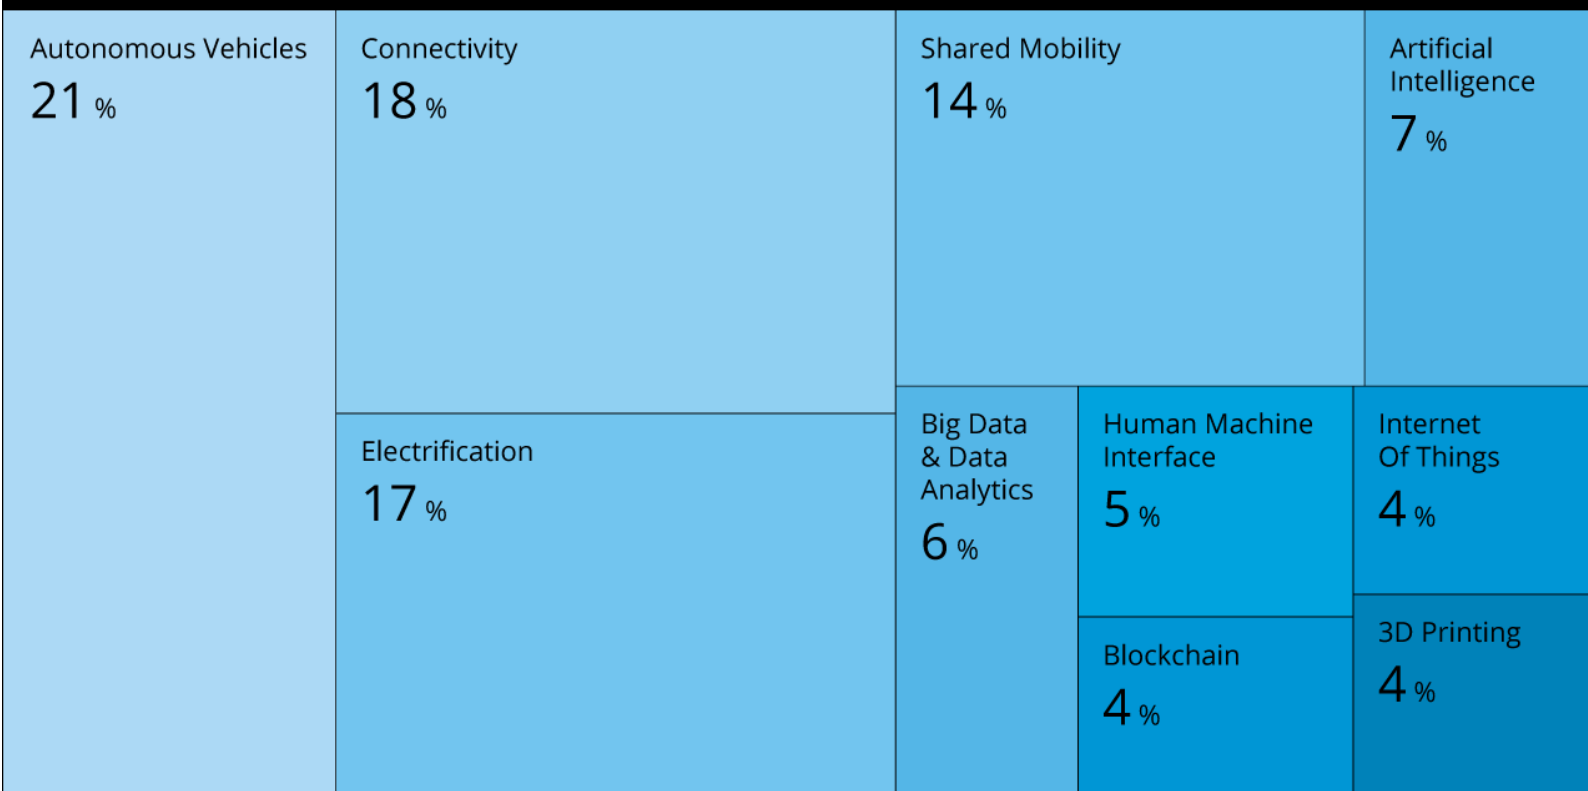 Autonomous Vehicles
21 %
Connectivity
18 %
Electrification
17 %
Shared Mobility
14 %
Artificial
Intelligence
7 %
Big Data
& Data
Analytics
6 %
Human Machine
Interface
5 %
Blockchain
4 %
Internet
Of Things
4 %
3D Printing
4 %